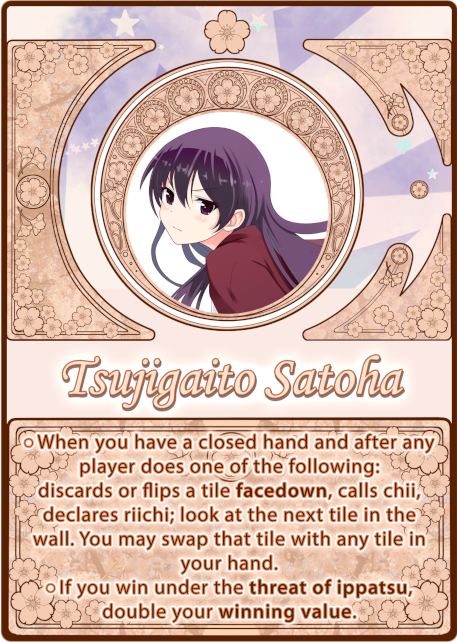 Tsujigaito Satoha
○When you have a closed hand and after any
player does one of the following:
discards or flips a tile facedown, calls chii,
declares riichi; look at the next tile in the
wall. You may swap that tile with any tile in
your hand.
○If you win under the threat of ippatsu,
double your winning value.